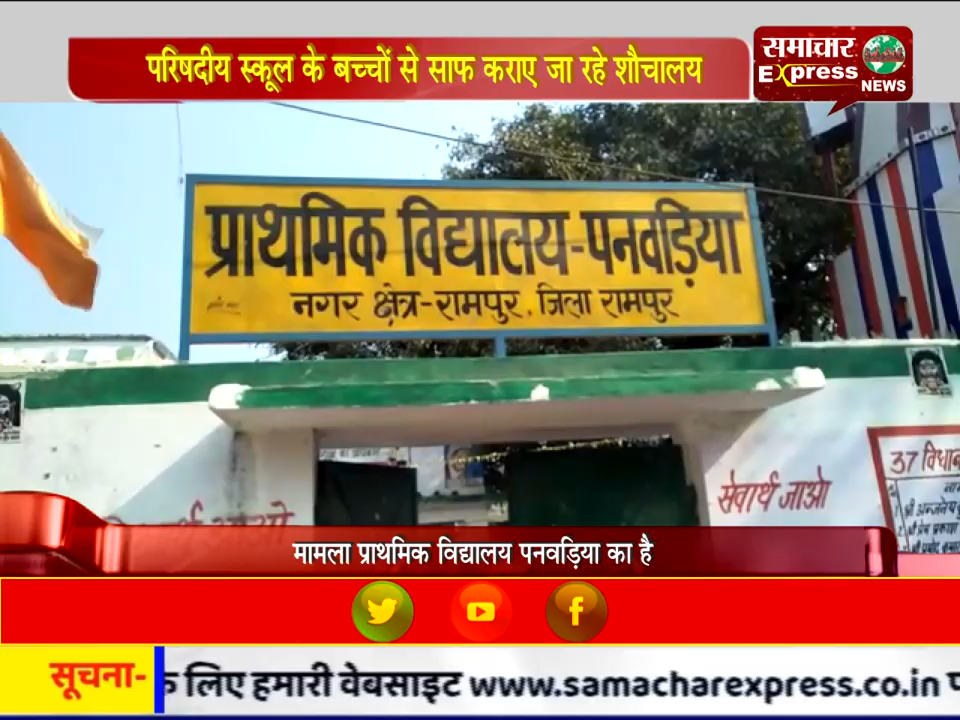 परिषदीय स्कूल के बच्चों से साफ कराए जा रहे शौचालय
समाचार
Express
NEWS
प्राथमिक विद्यालय-पनवड़िया
नगर क्षेत्र-रामपुर, जिला रामपुर
सेवार्थ जाओ
37 विधान
मामला प्राथमिक विद्यालय पनवड़िया का है
सूचना-
के लिए हमारी वेबसाइट www.samacharexpress.co.in प